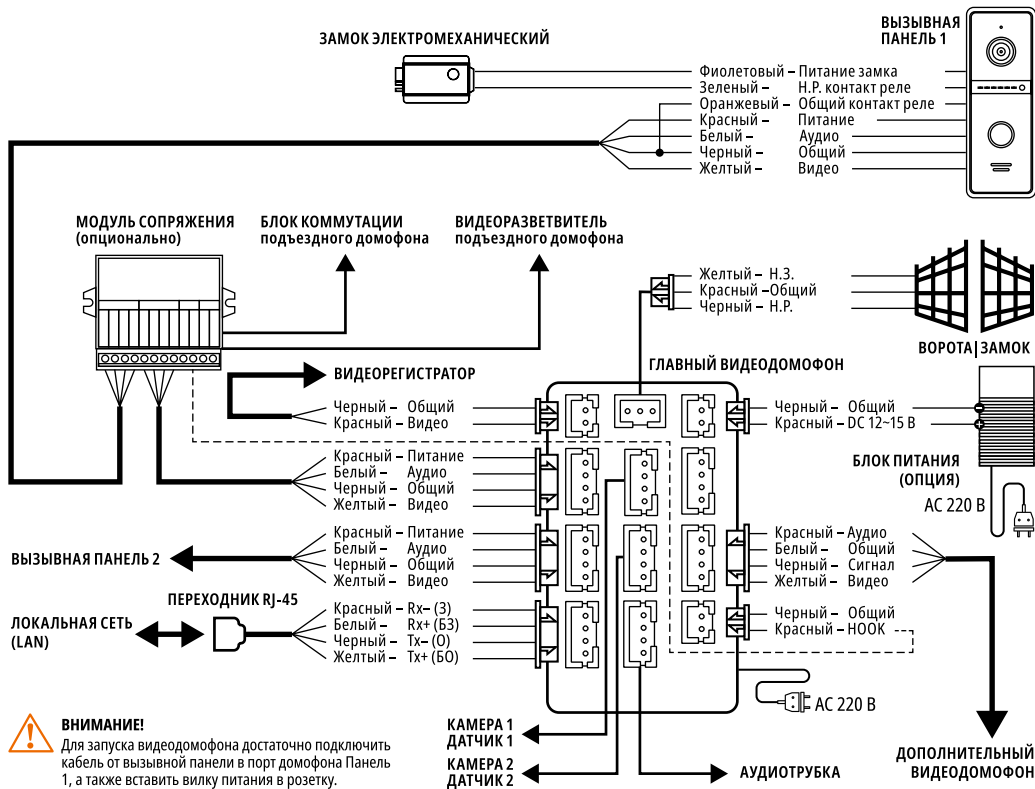 ВЫЗЫВНАЯ
ПАНЕЛЬ 1
ЗАМОК ЭЛЕКТРОМЕХАНИЧЕСКИЙ
Фиолетовый – Питание замка
Зеленый – Н.Р. контакт реле
Оранжевый – Общий контакт реле
Красный – Питание
Белый – Аудио
Черный – Общий
Желтый – Видео
МОДУЛЬ СОПРЯЖЕНИЯ
(опционально)
БЛОК КОММУТАЦИИ
подъездного домофона
ВИДЕОРАЗВЕТВИТЕЛЬ
подъездного домофона
Желтый – Н.З.
Красный –Общий
Черный – Н.Р.
ВОРОТА|ЗАМОК
ГЛАВНЫЙ ВИДЕОДОМОФОН
ВИДЕОРЕГИСТРАТОР
Черный – Общий
Красный – Видео
Черный – Общий
Красный – DC 12~15 В
БЛОК ПИТАНИЯ
(ОПЦИЯ)
AC 220 В
Красный – Питание
Белый – Аудио
Черный – Общий
Желтый – Видео
ВЫЗЫВНАЯ ПАНЕЛЬ 2
Красный – Питание
Белый – Аудио
Черный – Общий
Желтый – Видео
Красный – Аудио
Белый – Общий
Черный – Сигнал
Желтый – Видео
ПЕРЕХОДНИК RJ-45
ЛОКАЛЬНАЯ СЕТЬ
(LAN)
Красный – Rx– (З)
Белый – Rx+ (БЗ)
Черный – Tx– (О)
Желтый – Tx+ (БО)
Черный – Общий
Красный – HOOK
AC 220 В
ВНИМАНИЕ!
Для запуска видеодомофона достаточно подключить
кабель от вызывной панели в порт домофона Панель
1, а также вставить вилку питания в розетку.
КАМЕРА 1
ДАТЧИК 1
КАМЕРА 2
ДАТЧИК 2
АУДИОТРУБКА
ДОПОЛНИТЕЛЬНЫЙ
ВИДЕОДОМОФОН